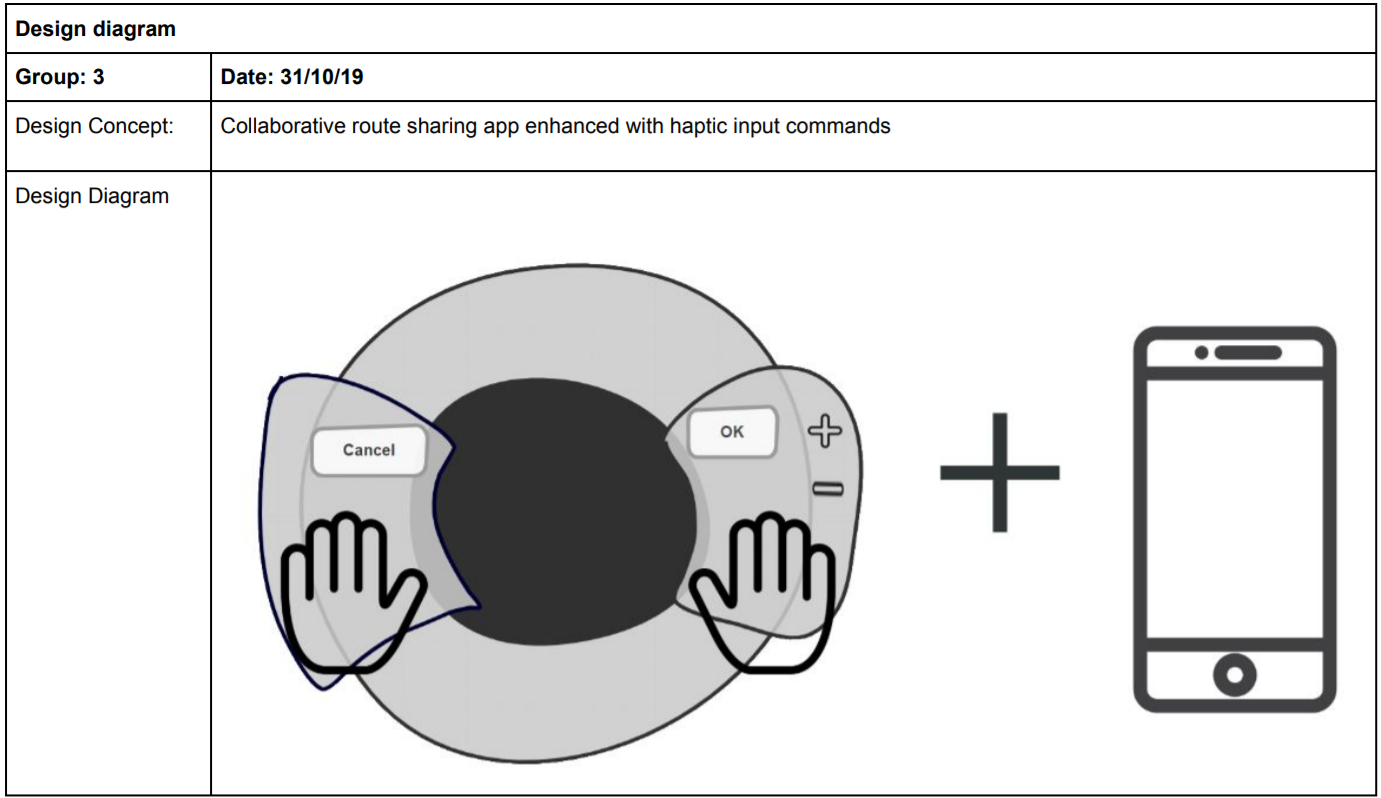 Design diagram
Group: 3
Date: 31/10/19
Design Concept:
Collaborative route sharing app enhanced with haptic input commands
Design Diagram
Cancel
OK